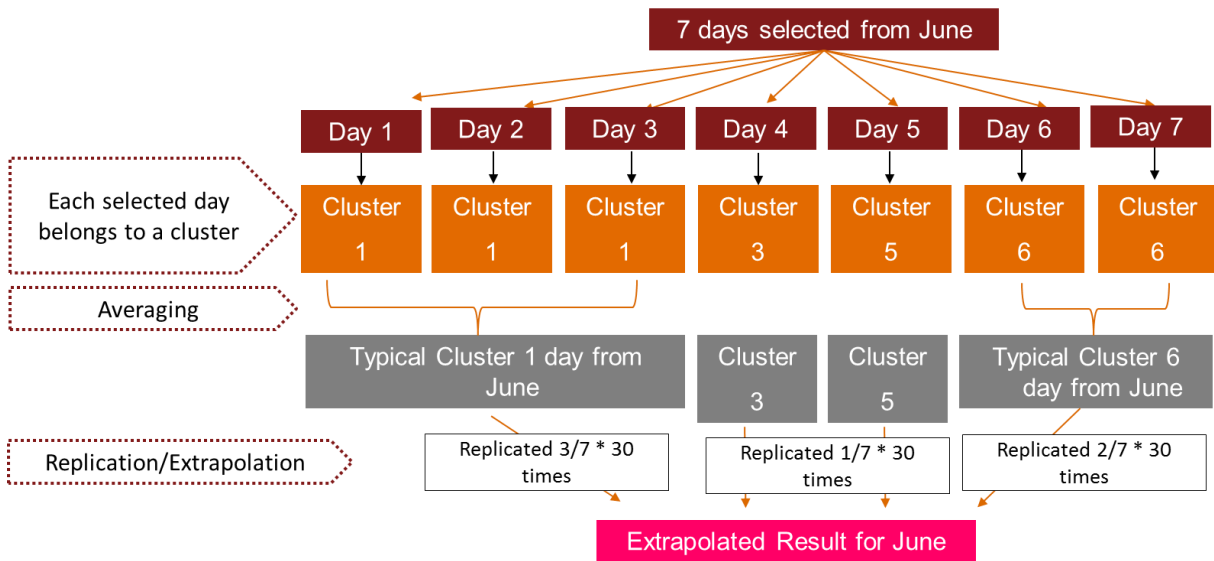 7 days selected from June
Day 1
Day 2
Day 3
Day 4
Day 5
Day 6
Day 7
Each selected day
belongs to a cluster
Cluster
1
Cluster
1
Cluster
1
Cluster
3
Cluster
5
Cluster
6
Cluster
6
Averaging
Typical Cluster 1 day from
June
Cluster
3
Cluster
5
Typical Cluster 6
day from June
Replication/Extrapolation
Replicated 3/7 * 30
times
Replicated 1/7 * 30
times
Replicated 2/7 * 30
times
Extrapolated Result for June